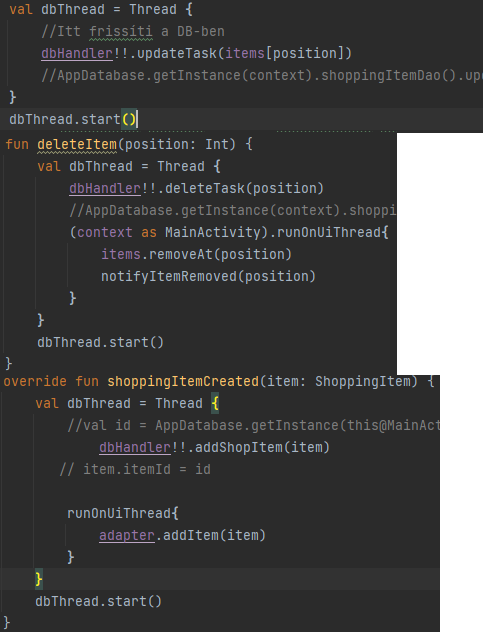 val dbThread = Thread {
//Itt frissiti a DB-ben
dbHandler!!.updateTask(items[position])
//AppDatabase.getInstance(context).shoppingItemDao().upd
}
dbThread.start()
fun deleteItem(position: Int) {
val dbThread = Thread {
dbHandler!!.deleteTask(position)
//AppDatabase.getInstance(context).shoppi
(context as MainActivity).runOnUiThread{
items.removeAt(position)
notifyItemRemoved(position)
}
}
dbThread.start()
}
override fun shoppingItemCreated(item: ShoppingItem) {
val dbThread = Thread {
//val id = AppDatabase.getInstance(this@MainAct
dbHandler!!.addShopItem(item)
// item.itemId = id
runOnUiThread{
adapter.addItem(item)
}
}
dbThread.start()
}